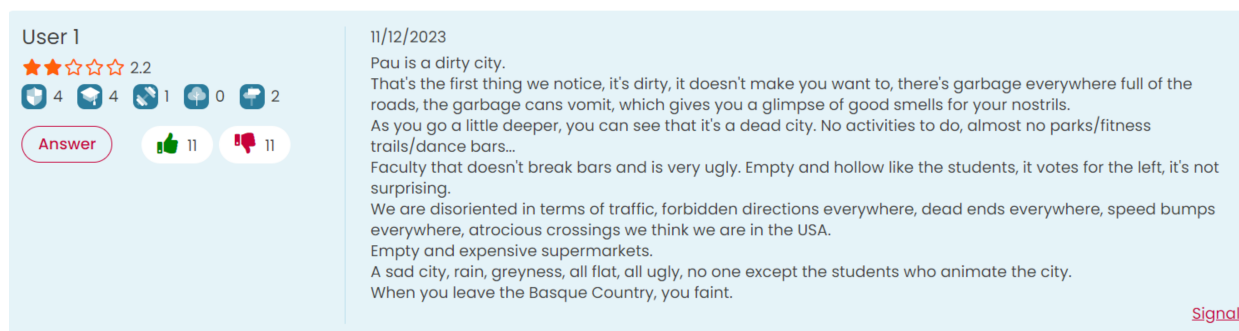 User 1
2.2
4 4 1 0 2
Answer 11 11
11/12/2023
Pau is a dirty city.
That's the first thing we notice, it's dirty, it doesn't make you want to, there's garbage everywhere full of the
roads, the garbage cans vomit, which gives you a glimpse of good smells for your nostrils.
As you go a little deeper, you can see that it's a dead city. No activities to do, almost no parks/fitness
trails/dance bars...
Faculty that doesn't break bars and is very ugly. Empty and hollow like the students, it votes for the left, it's not
surprising.
We are disoriented in terms of traffic, forbidden directions everywhere, dead ends everywhere, speed bumps
everywhere, atrocious crossings we think we are in the USA.
Empty and expensive supermarkets.
A sad city, rain, greyness, all flat, all ugly, no one except the students who animate the city.
When you leave the Basque Country, you faint.
Signal